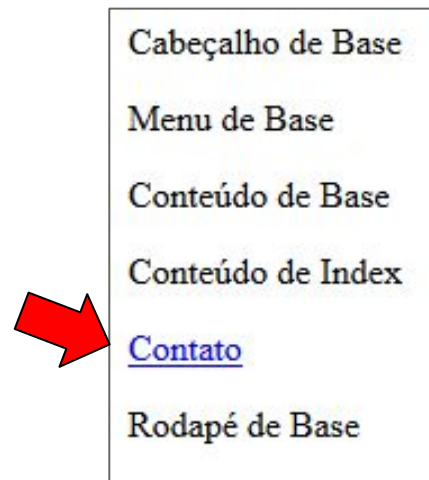 Cabeçalho de Base
Menu de Base
Conteúdo de Base
Conteúdo de Index
Contato
Rodapé de Base